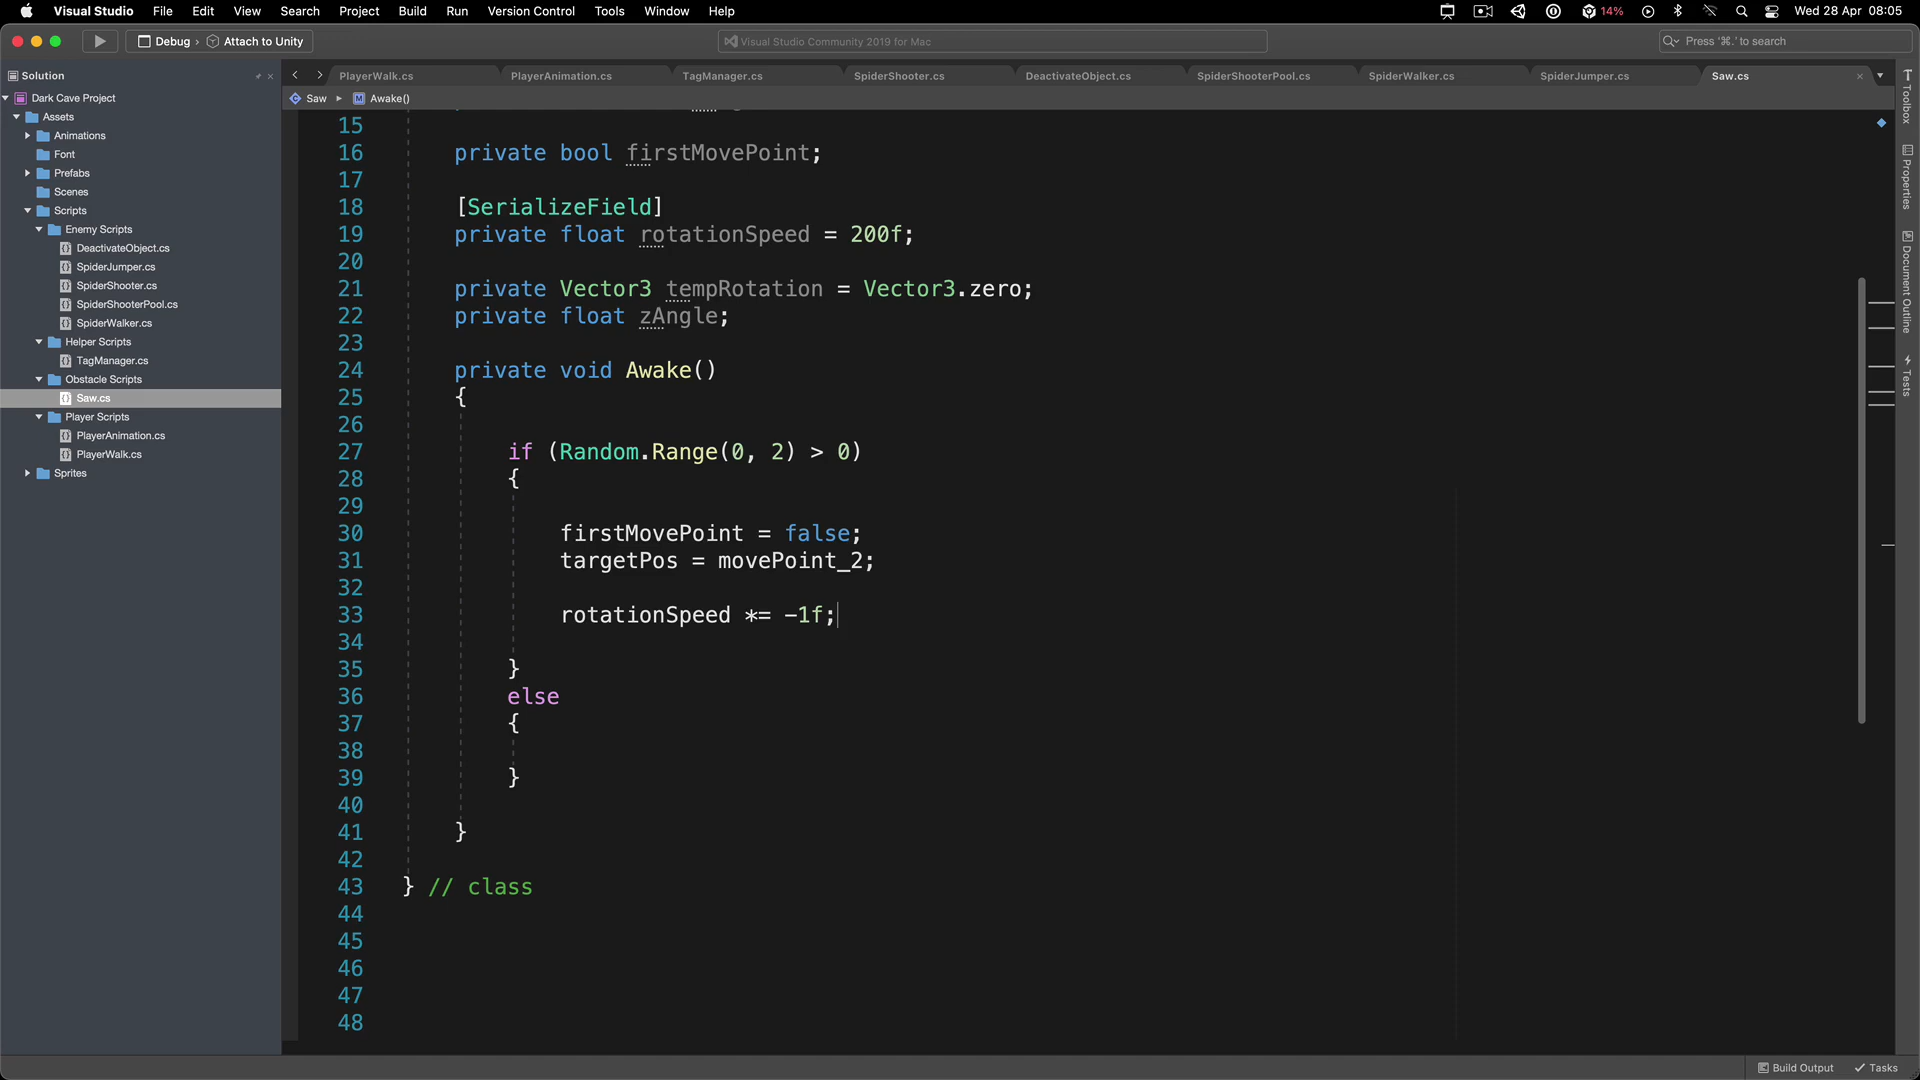 Visual Studio File Edit View Search Project Build Run Version Control Tools Window Help 14% Wed 28 Apr 08:05
Debug › Attach to Unity Visual Studio Community 2019 for Mac Press '⌘.' to search
Solution
Dark Cave Project
Assets
Animations
Font
Prefabs
Scenes
Scripts
Enemy Scripts
DeactivateObject.cs
SpiderJumper.cs
SpiderShooter.cs
SpiderShooterPool.cs
SpiderWalker.cs
Helper Scripts
TagManager.cs
Obstacle Scripts
Saw.cs
Player Scripts
PlayerAnimation.cs
PlayerWalk.cs
Sprites
PlayerWalk.cs PlayerAnimation.cs TagManager.cs SpiderShooter.cs DeactivateObject.cs SpiderShooterPool.cs SpiderWalker.cs SpiderJumper.cs Saw.cs
Saw ▸ M Awake()
15
16 private bool firstMovePoint;
17
18 [SerializeField]
19 private float rotationSpeed = 200f;
20
21 private Vector3 tempRotation = Vector3.zero;
22 private float zAngle;
23
24 private void Awake()
25 {
26
27 if (Random.Range(0, 2) > 0)
28 {
29
30 firstMovePoint = false;
31 targetPos = movePoint_2;
32
33 rotationSpeed *= -1f;
34
35 }
36 else
37 {
38
39 }
40
41 }
42
43 } // class
44
45
46
47
48
Toolbox
Properties
Document Outline
Tests
Build Output Tasks